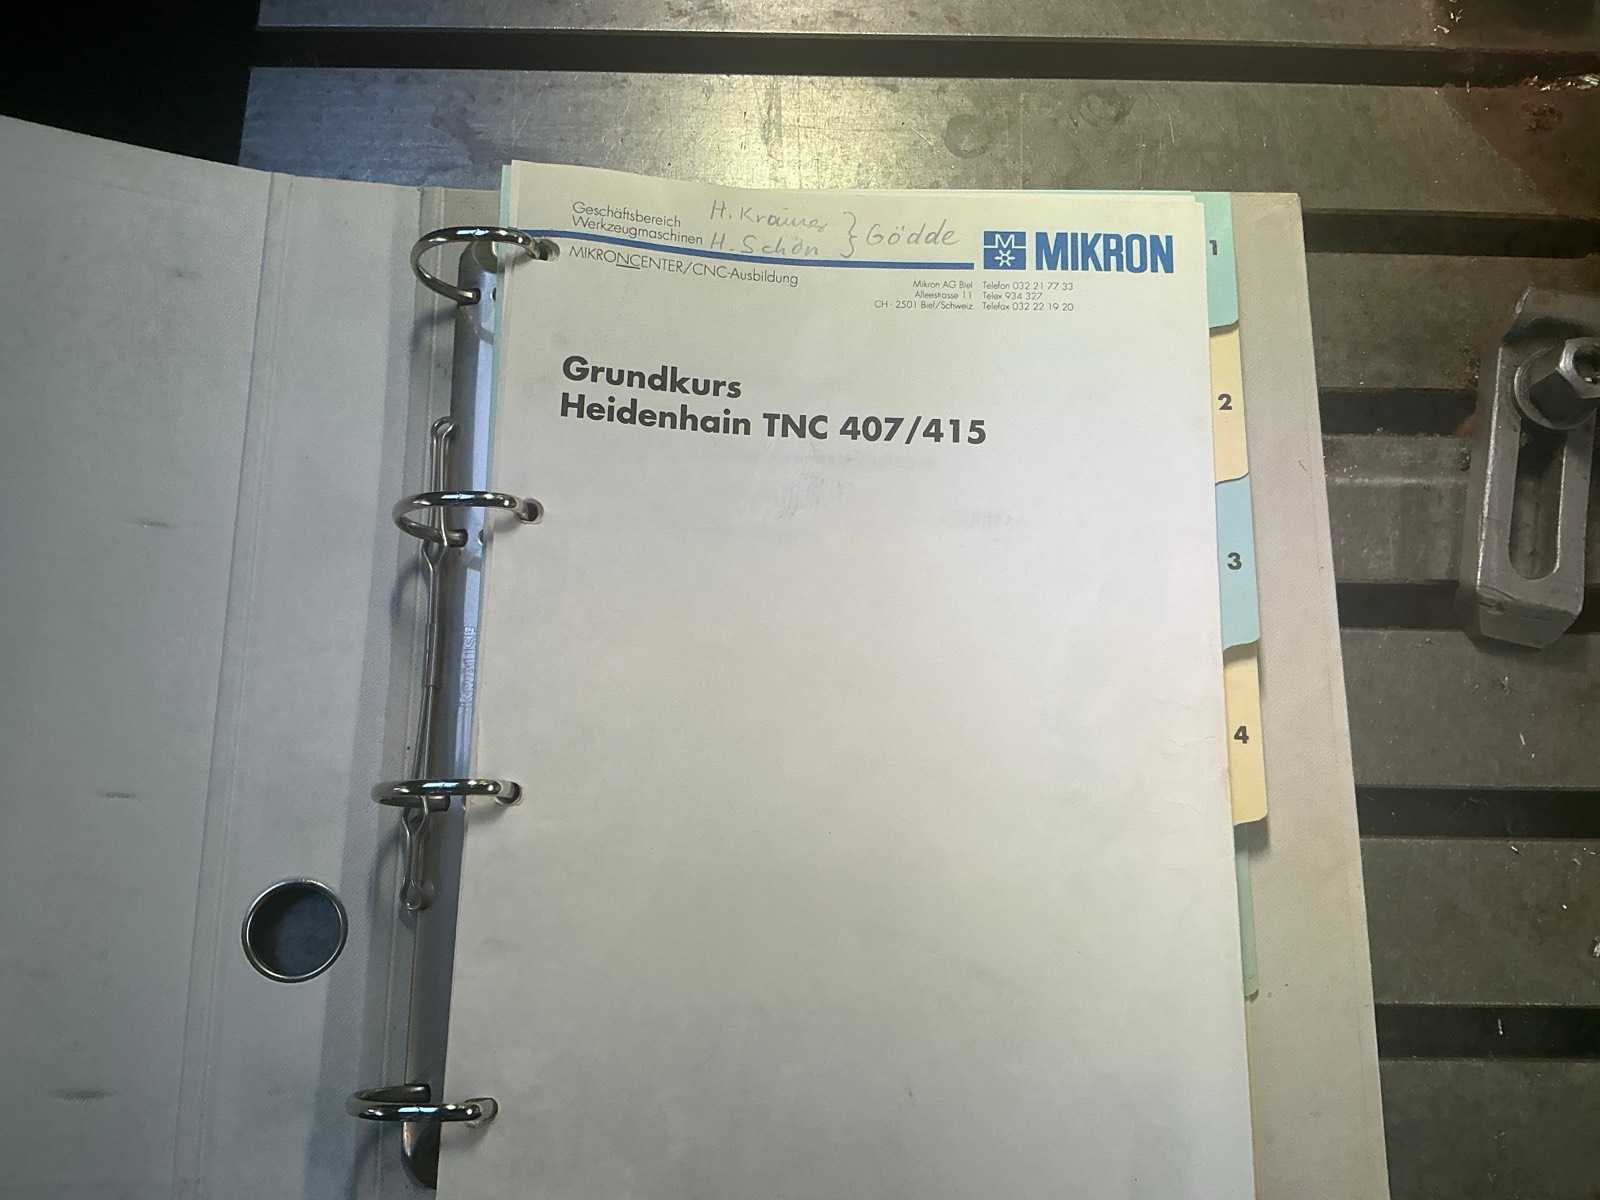 Geschäftsbereich
Werkzeugmaschinen
H. Krainer
H. Schön
} Gödde
MIKRON
MIKRONCENTER/CNC-Ausbildung
Mikron AG Biel Telefon 032 21 77 33
Alleestrasse 11 Telex 934 327
CH - 2501 Biel/Schweiz Telefax 032 22 19 20
Grundkurs
Heidenhain TNC 407/415
1
2
3
4